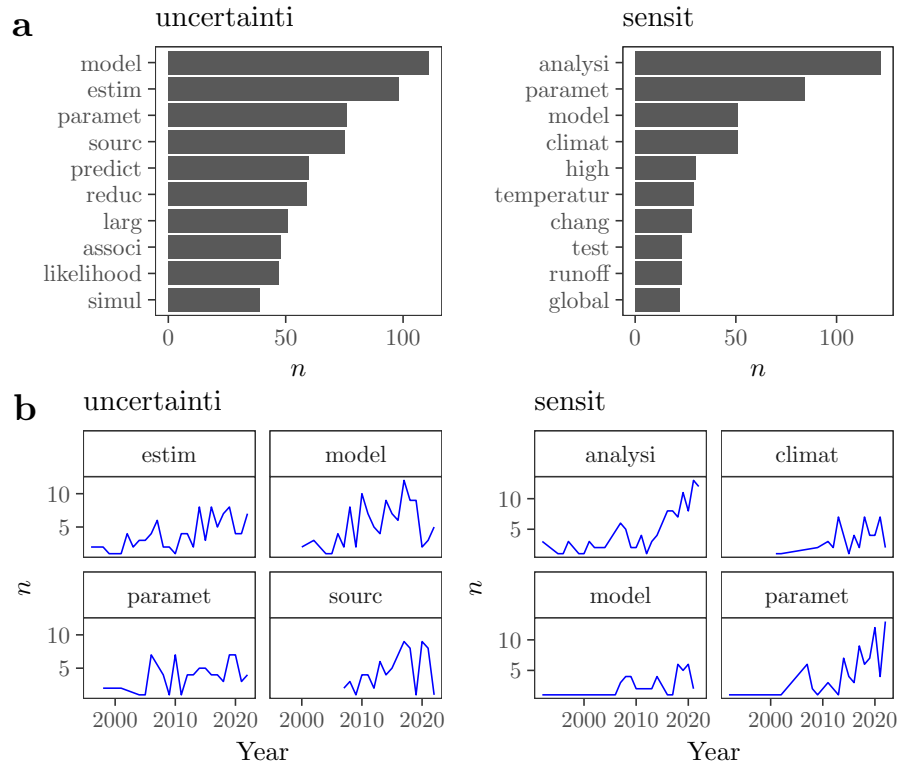 a
uncertainti
model
estim
paramet
sourc
predict
reduc
larg
associ
likelihood
simul
0 50 100
n
sensit
analysi
paramet
model
climat
high
temperatur
chang
test
runoff
global
0 50 100
n
b
uncertainti
estim model
10
5
paramet sourc
10
5
n
2000 2010 2020 2000 2010 2020
Year
sensit
analysi climat
10
5
model paramet
10
5
n
2000 2010 2020 2000 2010 2020
Year